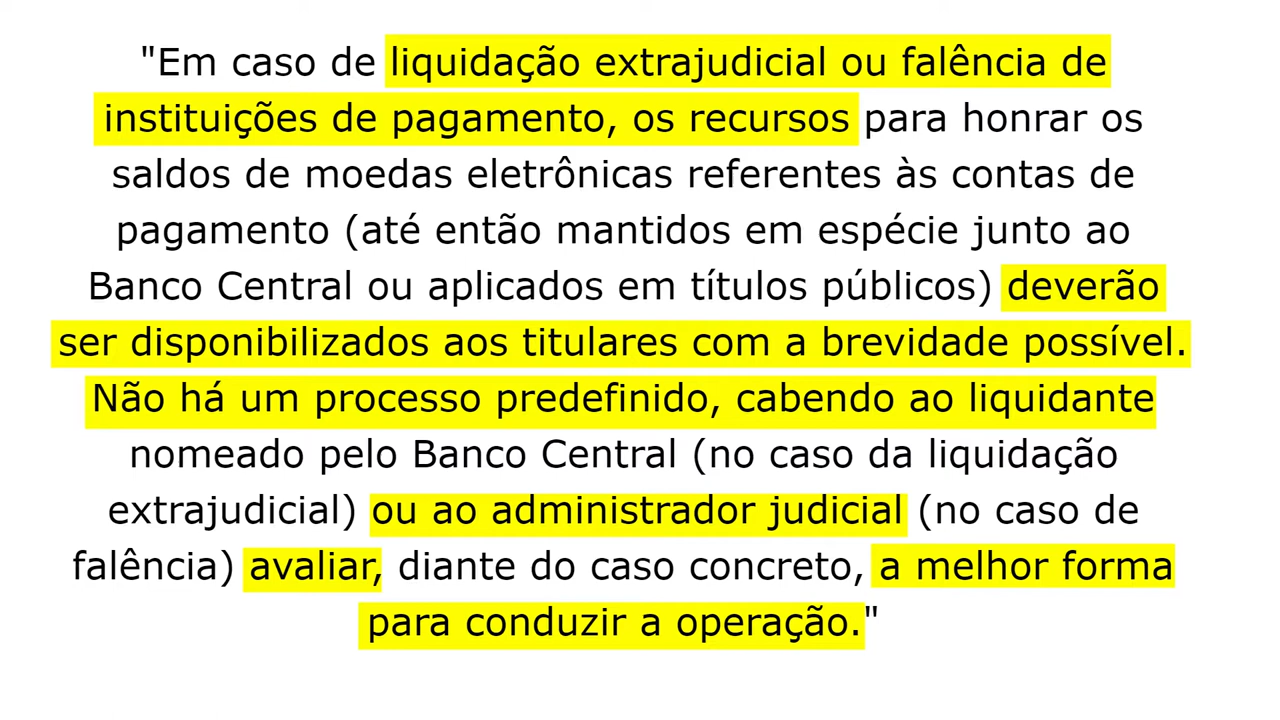 "Em caso de liquidação extrajudicial ou falência de
instituições de pagamento, os recursos para honrar os
saldos de moedas eletrônicas referentes às contas de
pagamento (até então mantidos em espécie junto ao
Banco Central ou aplicados em títulos públicos) deverão
ser disponibilizados aos titulares com a brevidade possível.
Não há um processo predefinido, cabendo ao liquidante
nomeado pelo Banco Central (no caso da liquidação
extrajudicial) ou ao administrador judicial (no caso de
falência) avaliar, diante do caso concreto, a melhor forma
para conduzir a operação."